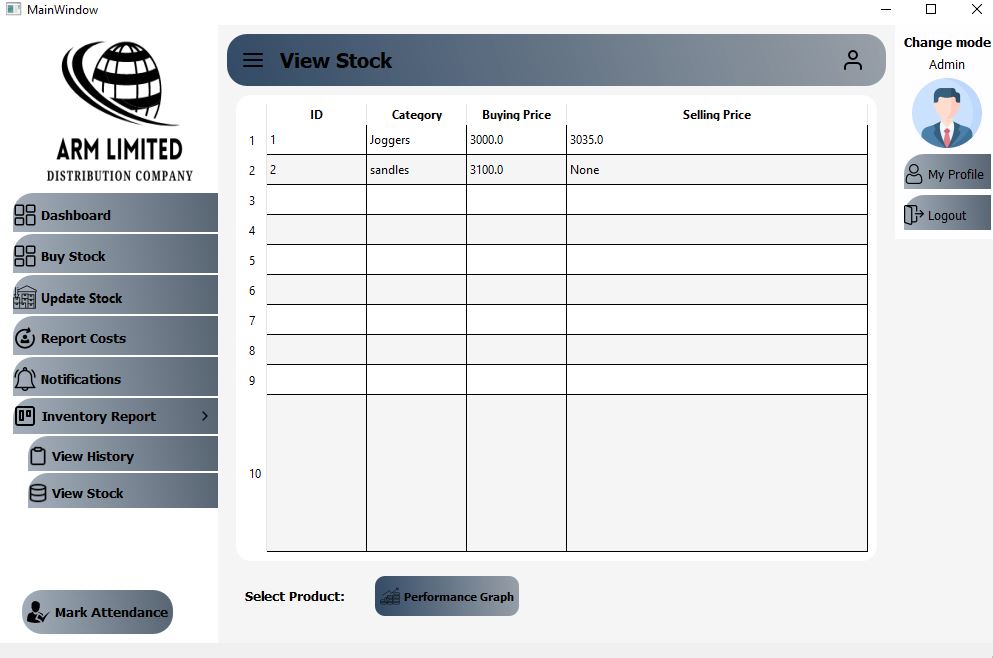 MainWindow
ARM LIMITED
DISTRIBUTION COMPANY
Dashboard
Buy Stock
Update Stock
Report Costs
Notifications
Inventory Report
View History
View Stock
Mark Attendance
View Stock
ID Category Buying Price Selling Price
1 1 Joggers 3000.0 3035.0
2 2 sandles 3100.0 None
3
4
5
6
7
8
9
10
Select Product: Performance Graph
Change mode
Admin
My Profile
Logout